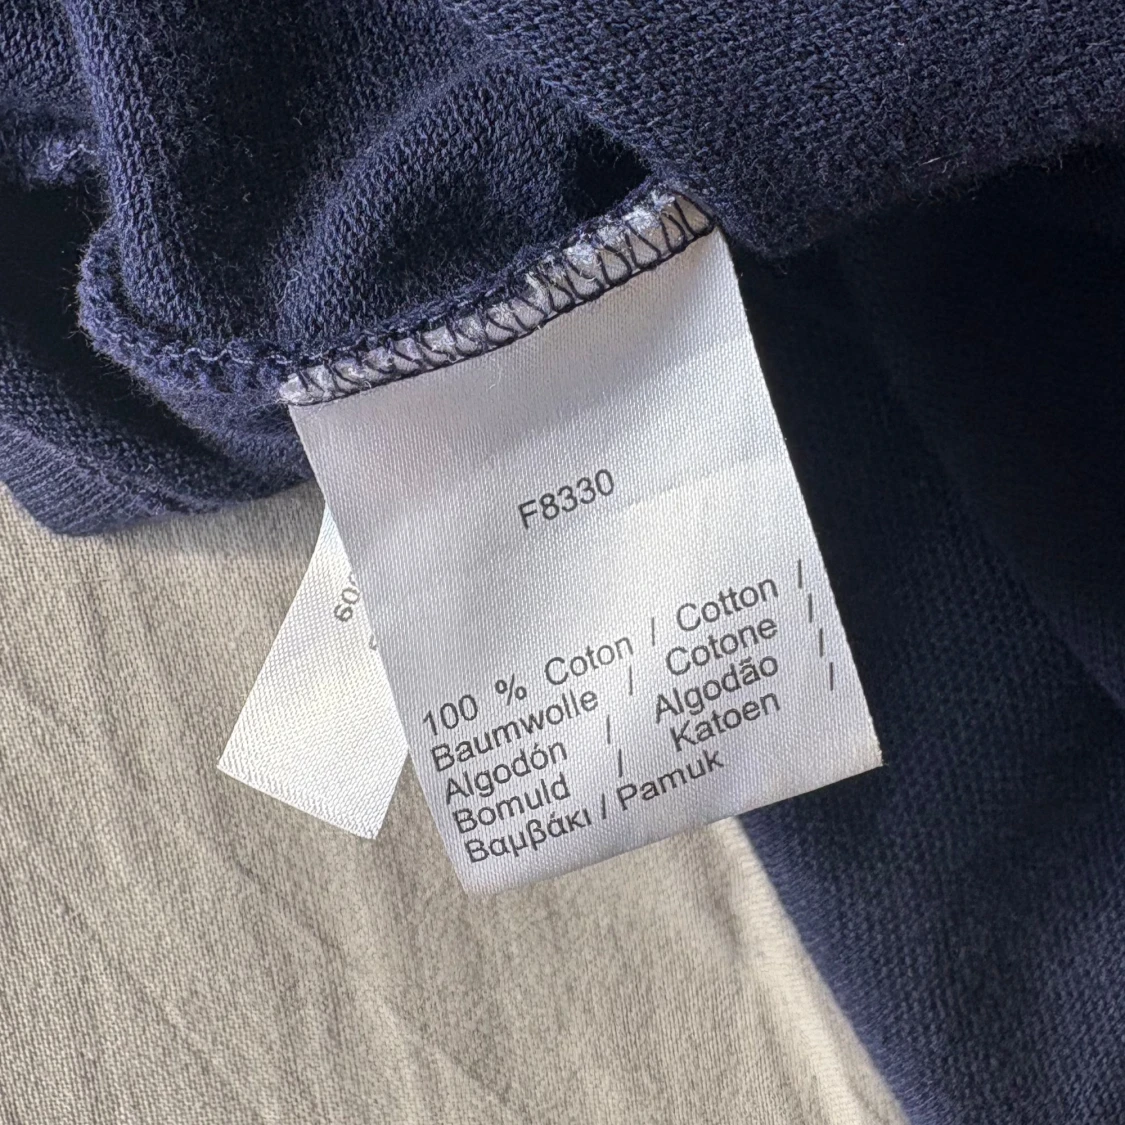 F8330
100 % Coton / Cotton /
Baumwolle / Cotone /
Algodón / Algodão /
Bomuld / Katoen /
Βαμβάκι / Pamuk